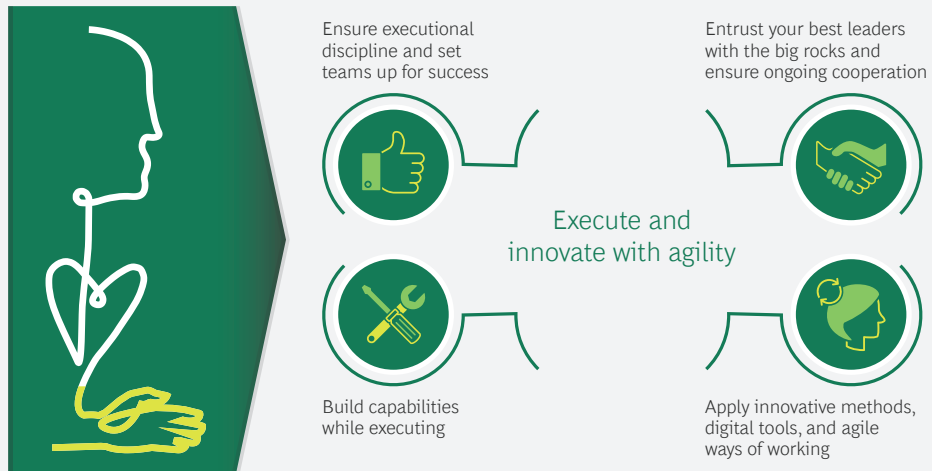 Ensure executional
discipline and set
teams up for success
Entrust your best leaders
with the big rocks and
ensure ongoing cooperation
Execute and
innovate with agility
Build capabilities
while executing
Apply innovative methods,
digital tools, and agile
ways of working